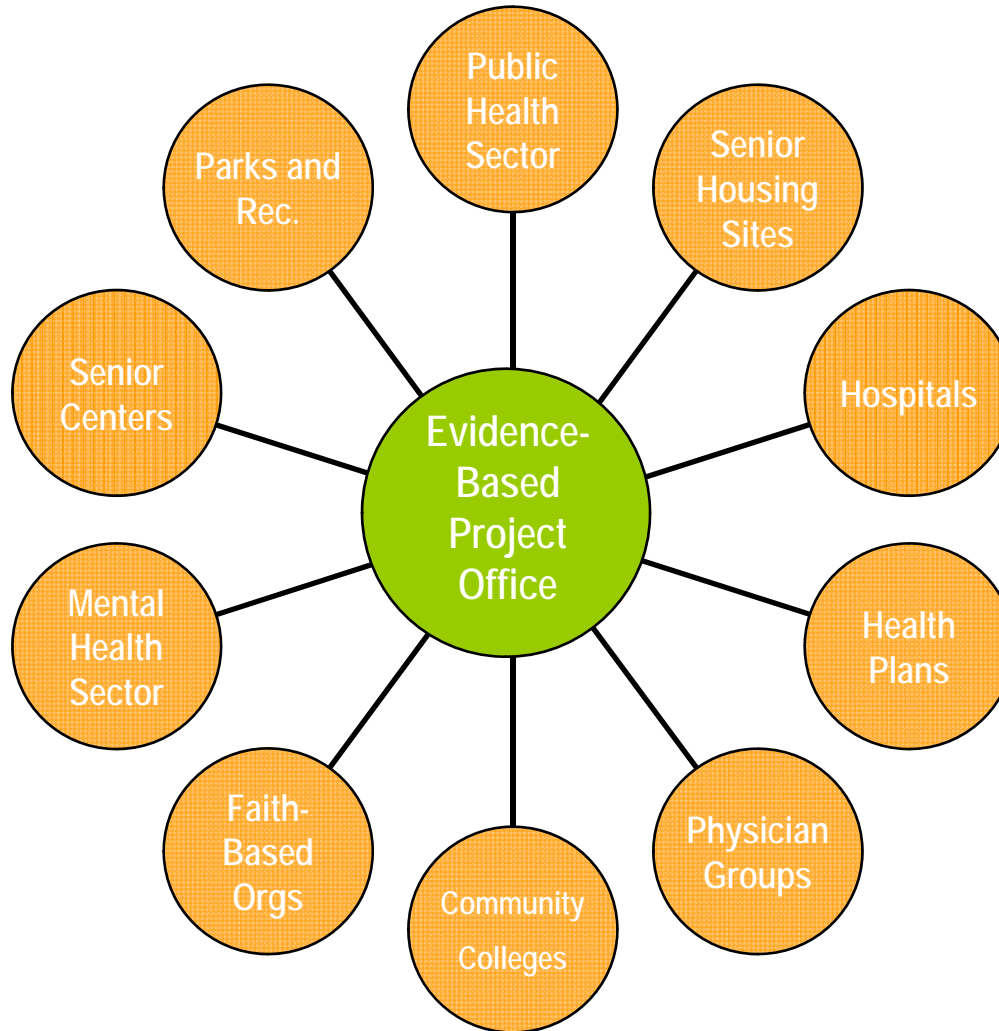 Public
Health
Sector
Senior
Housing
Sites
Hospitals
Health
Plans
Physician
Groups
Community
Colleges
Faith-
Based
Orgs
Mental
Health
Sector
Senior
Centers
Parks and
Rec.
Evidence-
Based
Project
Office